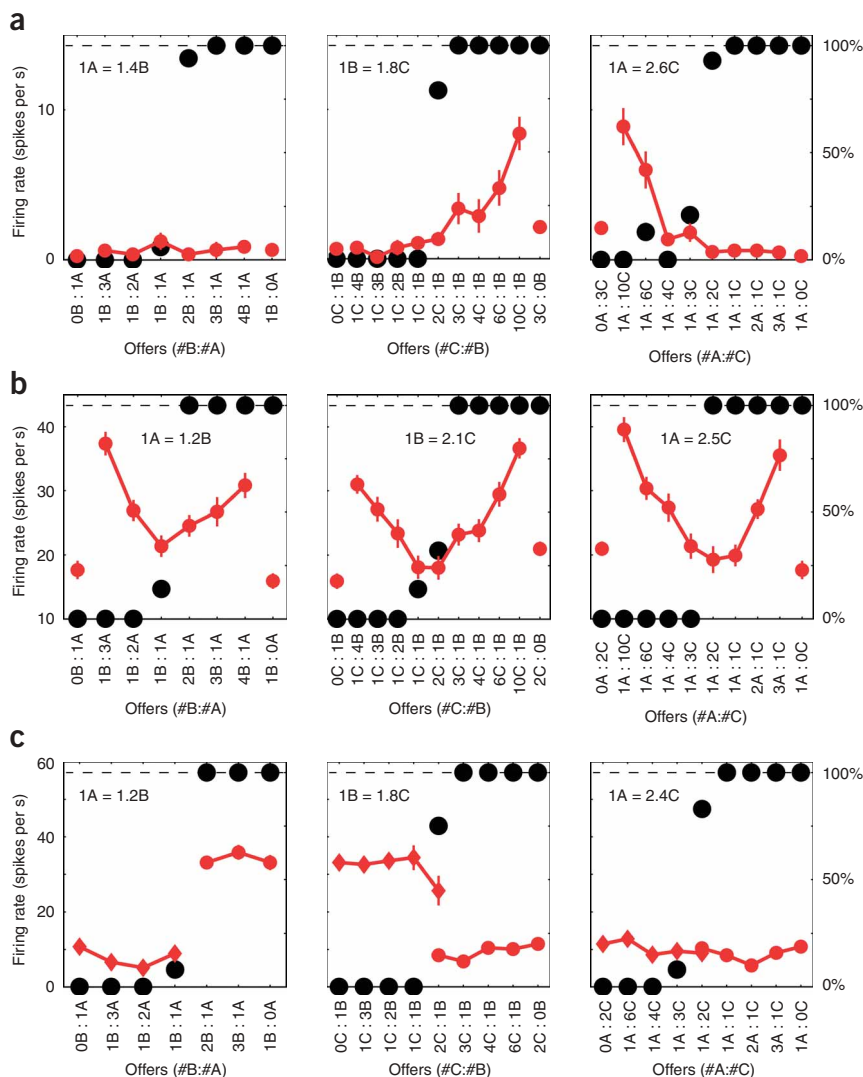 a
Firing rate (spikes per s)
10
0
1A = 1.4B
0B : 1A
1B : 3A
1B : 2A
1B : 1A
2B : 1A
3B : 1A
4B : 1A
1B : 0A
Offers (#B:#A)
1B = 1.8C
0C : 1B
1C : 4B
1C : 3B
1C : 2B
1C : 1B
2C : 1B
3C : 1B
4C : 1B
6C : 1B
10C : 1B
3C : 0B
Offers (#C:#B)
1A = 2.6C
100%
50%
0%
0A : 3C
1A : 10C
1A : 6C
1A : 4C
1A : 3C
1A : 2C
1A : 1C
2A : 1C
3A : 1C
1A : 0C
Offers (#A:#C)
b
Firing rate (spikes per s)
40
30
20
10
1A = 1.2B
0B : 1A
1B : 3A
1B : 2A
1B : 1A
2B : 1A
3B : 1A
4B : 1A
1B : 0A
Offers (#B:#A)
1B = 2.1C
0C : 1B
1C : 4B
1C : 3B
1C : 2B
1C : 1B
2C : 1B
3C : 1B
4C : 1B
6C : 1B
10C : 1B
2C : 0B
Offers (#C:#B)
1A = 2.5C
100%
50%
0%
0A : 2C
1A : 10C
1A : 6C
1A : 4C
1A : 3C
1A : 2C
1A : 1C
2A : 1C
3A : 1C
1A : 0C
Offers (#A:#C)
c
Firing rate (spikes per s)
60
40
20
0
1A = 1.2B
0B : 1A
1B : 3A
1B : 2A
1B : 1A
2B : 1A
3B : 1A
1B : 0A
Offers (#B:#A)
1B = 1.8C
0C : 1B
1C : 3B
1C : 2B
1C : 1B
2C : 1B
3C : 1B
4C : 1B
6C : 1B
2C : 0B
Offers (#C:#B)
1A = 2.4C
100%
50%
0%
0A : 2C
1A : 6C
1A : 4C
1A : 3C
1A : 2C
1A : 1C
2A : 1C
3A : 1C
1A : 0C
Offers (#A:#C)